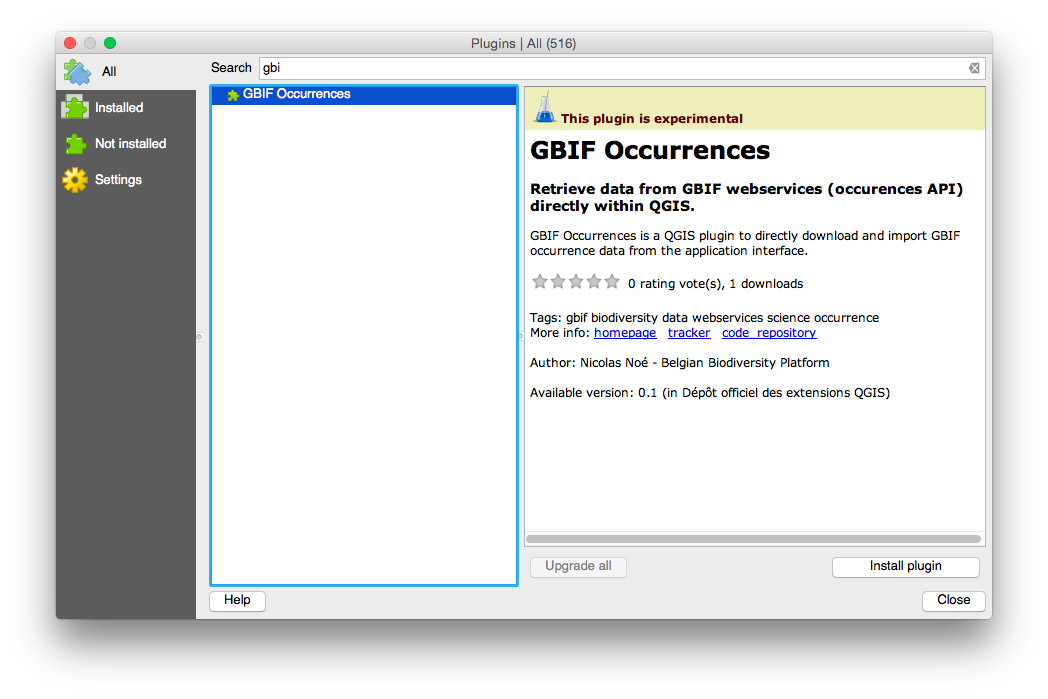 Plugins | All (516)
All
Installed
Not installed
Settings
Search gbi
GBIF Occurrences
This plugin is experimental
GBIF Occurrences
Retrieve data from GBIF webservices (occurences API)
directly within QGIS.
GBIF Occurrences is a QGIS plugin to directly download and import GBIF
occurrence data from the application interface.
0 rating vote(s), 1 downloads
Tags: gbif biodiversity data webservices science occurrence
More info: homepage tracker code repository
Author: Nicolas Noé - Belgian Biodiversity Platform
Available version: 0.1 (in Dépôt officiel des extensions QGIS)
Upgrade all Install plugin
Help Close